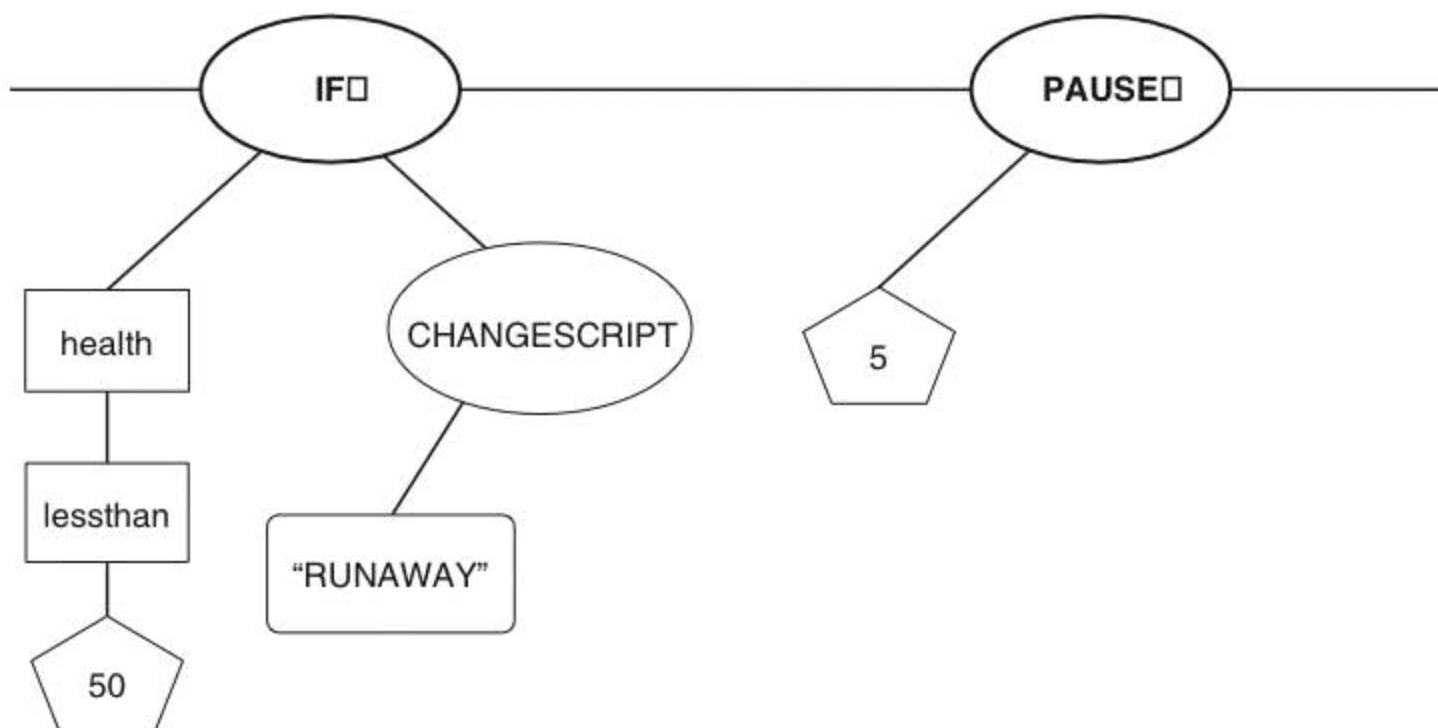 IF□
PAUSE□
health
CHANGESCRIPT
5
lessthan
“RUNAWAY”
50